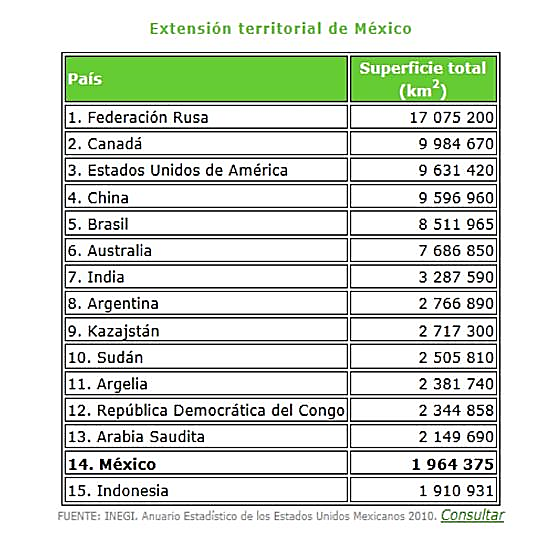 Extensión territorial de México
País Superficie total (km2)
1. Federación Rusa 17 075 200
2. Canadá 9 984 670
3. Estados Unidos de América 9 631 420
4. China 9 596 960
5. Brasil 8 511 965
6. Australia 7 686 850
7. India 3 287 590
8. Argentina 2 766 890
9. Kazajstán 2 717 300
10. Sudán 2 505 810
11. Argelia 2 381 740
12. República Democrática del Congo 2 344 858
13. Arabia Saudita 2 149 690
14. México 1 964 375
15. Indonesia 1 910 931
FUENTE: INEGI. Anuario Estadístico de los Estados Unidos Mexicanos 2010. Consultar